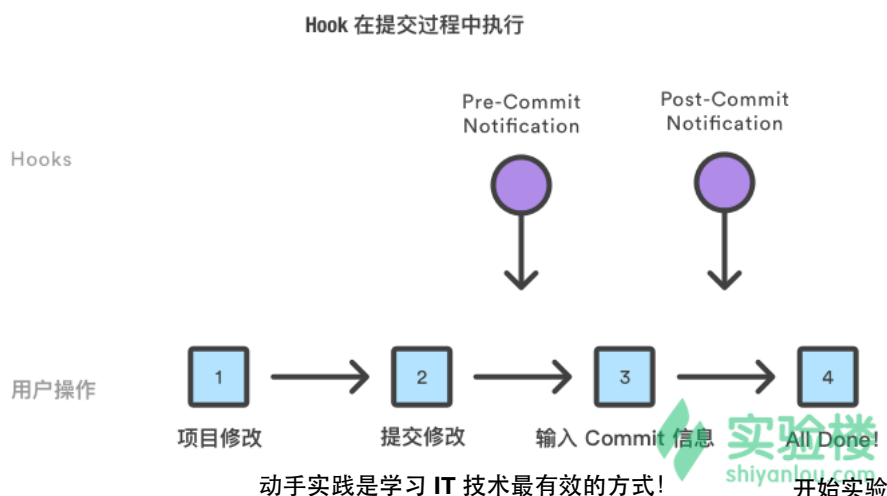 Hook 在提交过程中执行
Pre-Commit
Notification
Post-Commit
Notification
Hooks
1
2
3
4
用户操作
项目修改
提交修改
输入 Commit 信息
All Done!
实验楼
shiyanlou.com
动手实践是学习 IT 技术最有效的方式！
开始实验